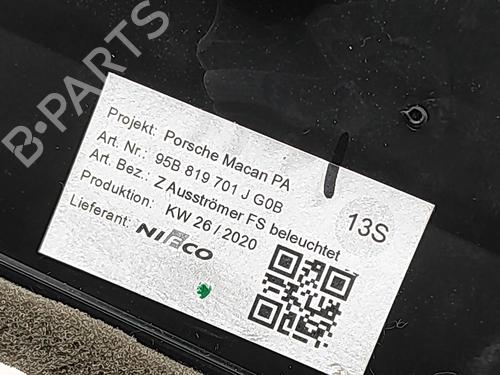 B-PARTS
Projekt: Porsche Macan PA
Art. Nr.: 95B 819 701 J G0B
Art. Bez.: Z Ausströmer FS beleuchtet
Produktion: KW 26 / 2020
Lieferant: NIFCO
13S